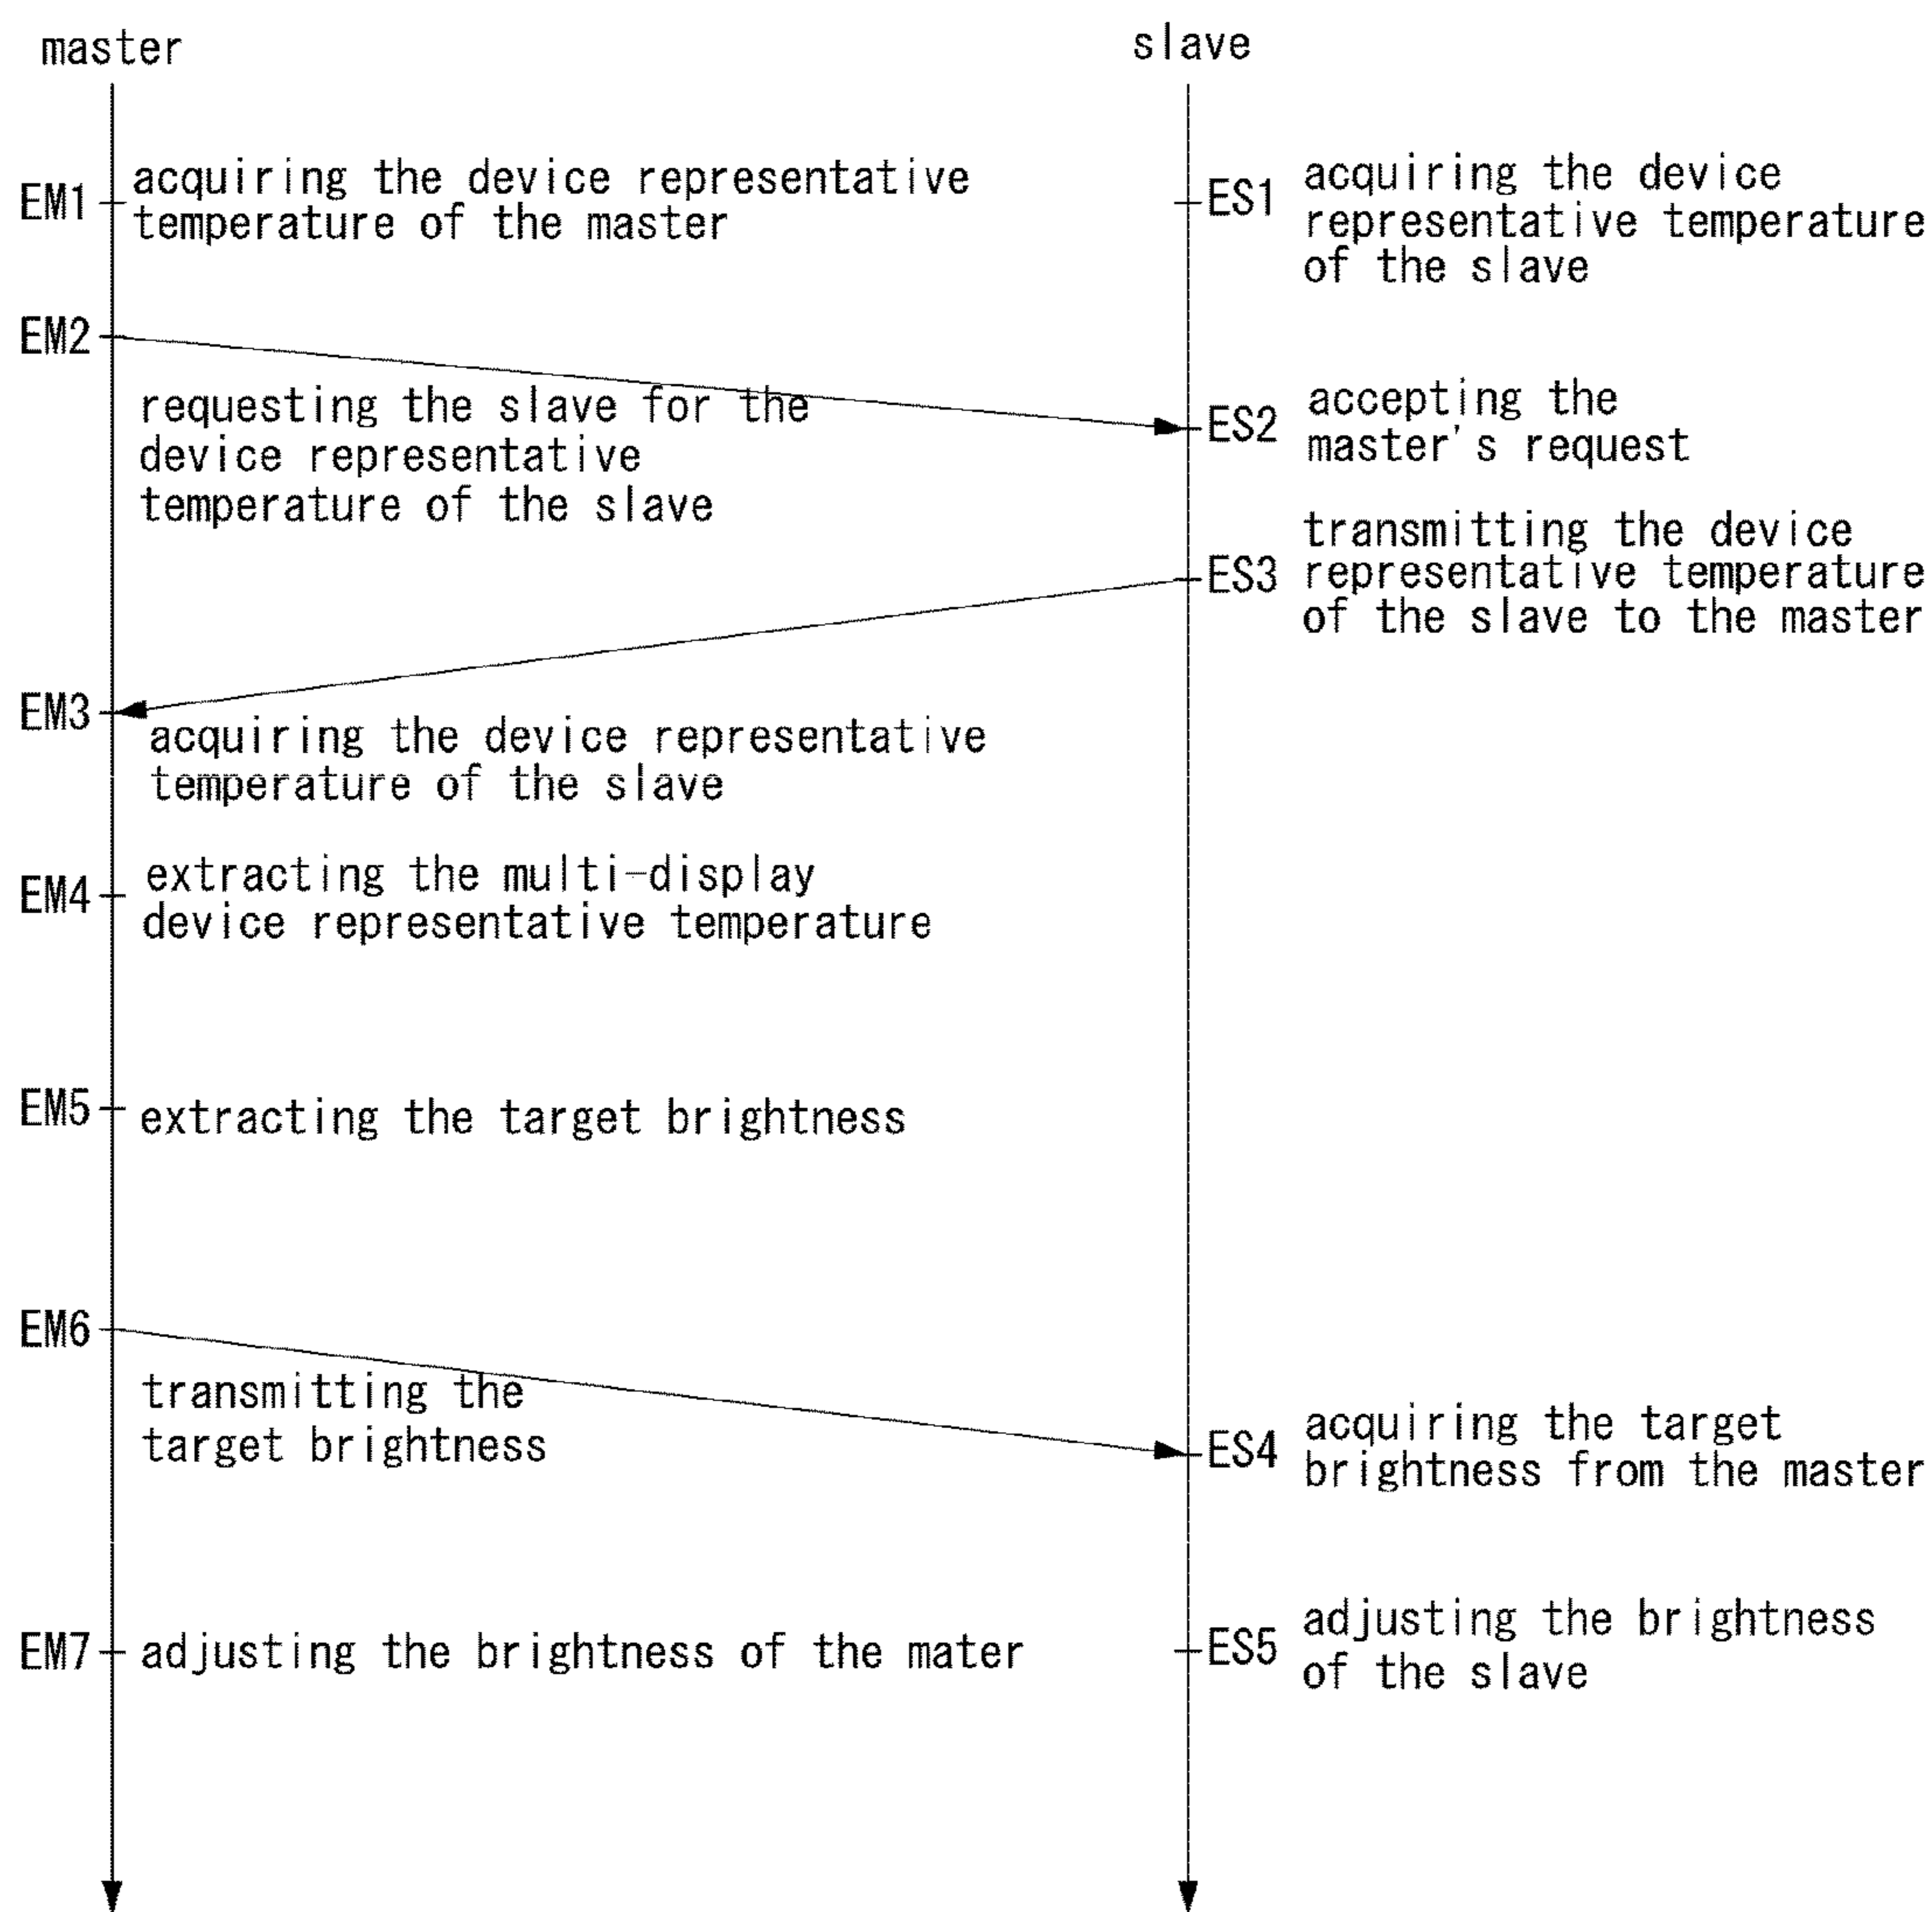 master
slave
EM1
acquiring the device representative
temperature of the master
ES1
acquiring the device
representative temperature
of the slave
EM2
requesting the slave for the
device representative
temperature of the slave
ES2
accepting the
master's request
ES3
transmitting the device
representative temperature
of the slave to the master
EM3
acquiring the device representative
temperature of the slave
EM4
extracting the multi-display
device representative temperature
EM5
extracting the target brightness
EM6
transmitting the
target brightness
ES4
acquiring the target
brightness from the master
EM7
adjusting the brightness of the mater
ES5
adjusting the brightness
of the slave